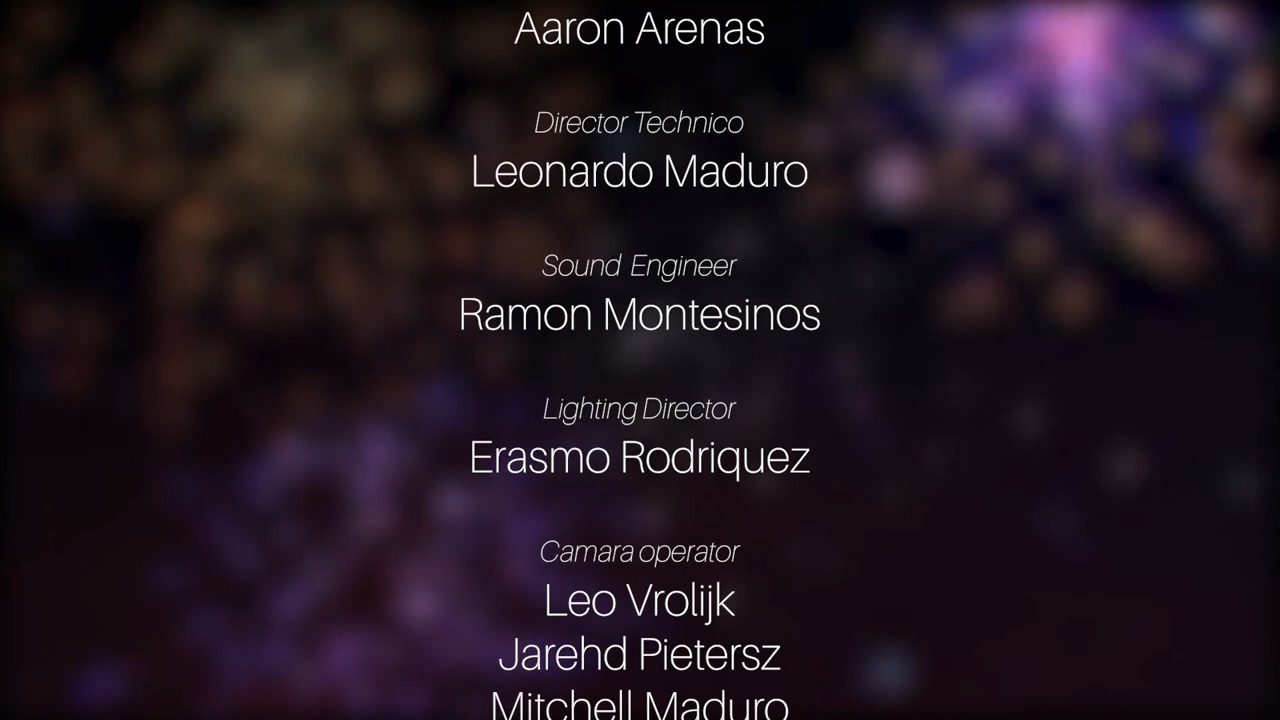 Aaron Arenas
Director Technico
Leonardo Maduro
Sound Engineer
Ramon Montesinos
Lighting Director
Erasmo Rodriquez
Camara operator
Leo Vrolijk
Jarehd Pietersz
Mitchell Maduro